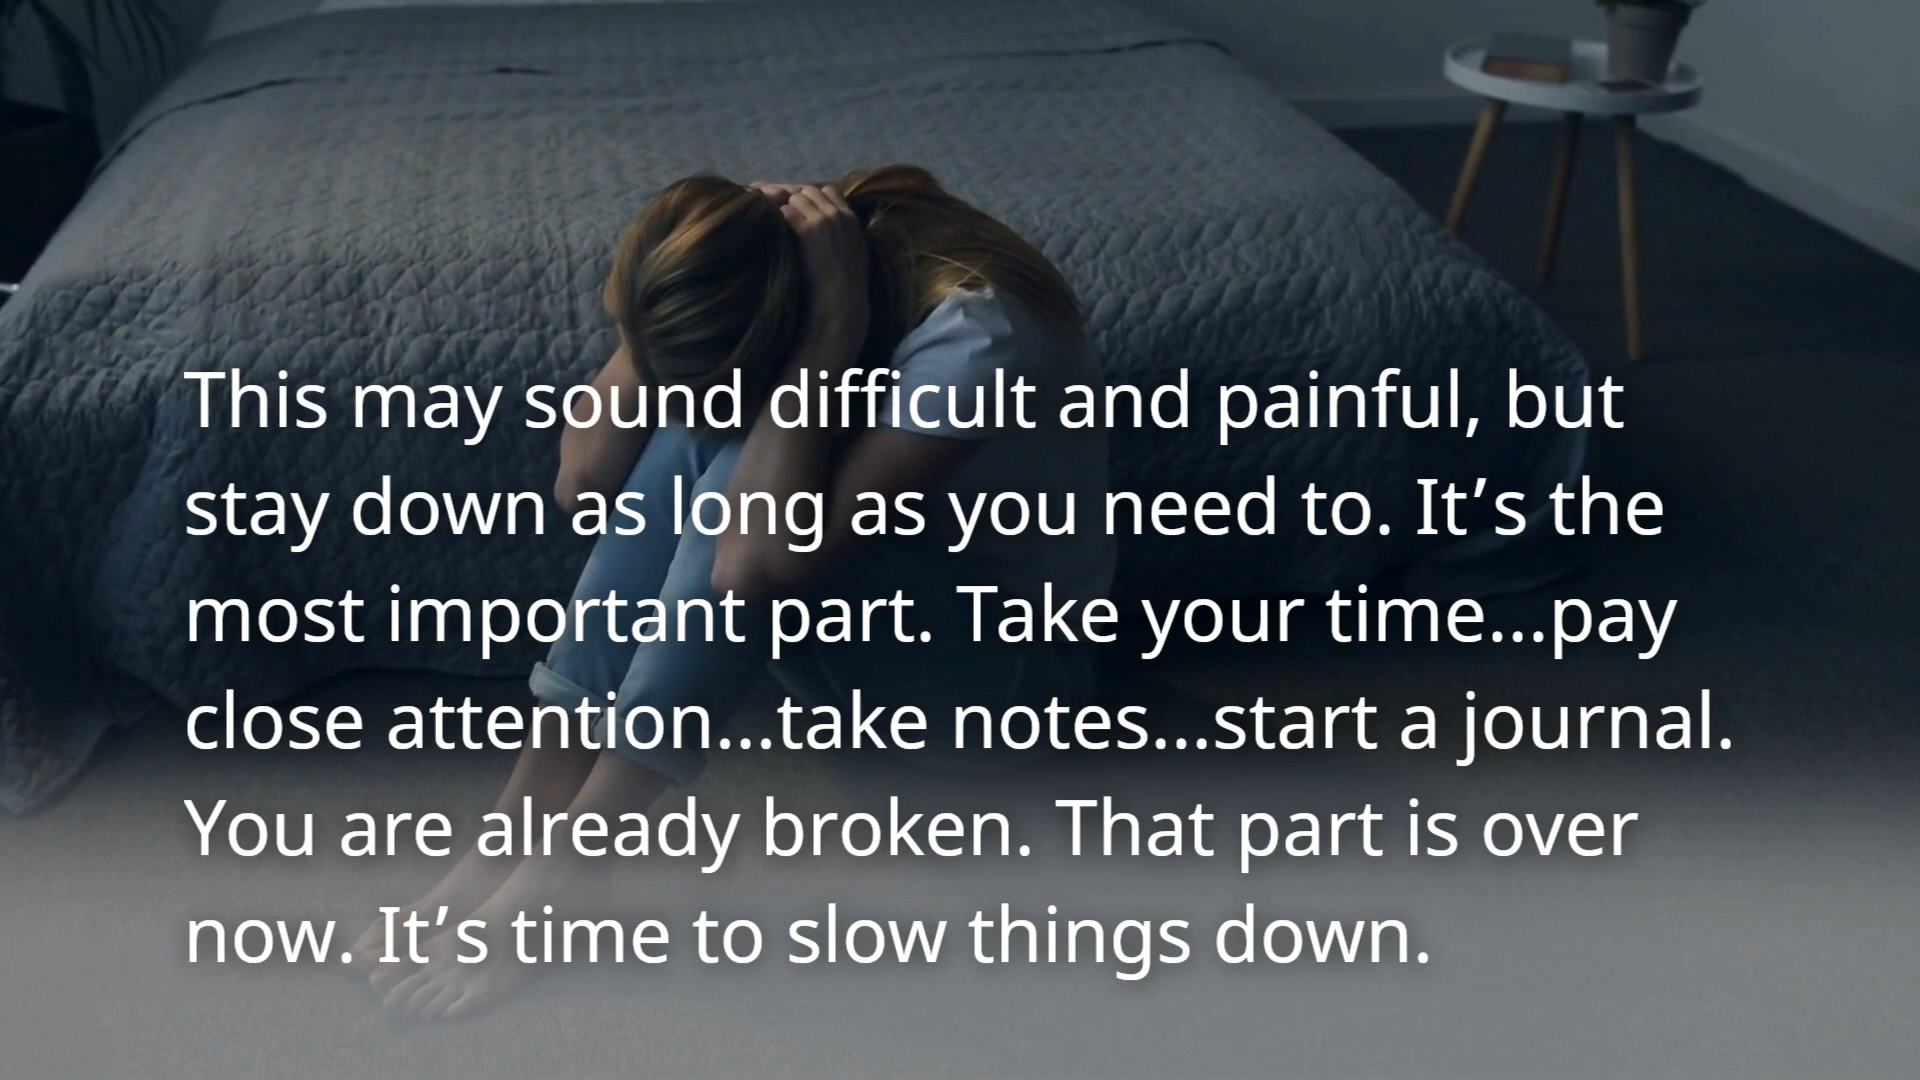 This may sound difficult and painful, but
stay down as long as you need to. It’s the
most important part. Take your time...pay
close attention...take notes...start a journal.
You are already broken. That part is over
now. It’s time to slow things down.